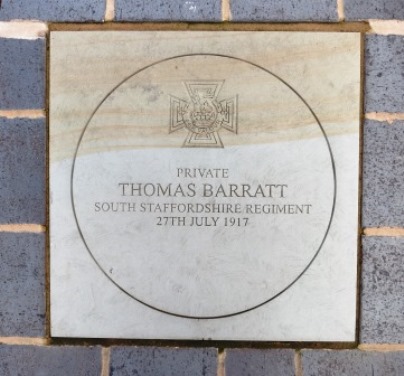 PRIVATE
THOMAS BARRATT
SOUTH STAFFORDSHIRE REGIMENT
27TH JULY 1917